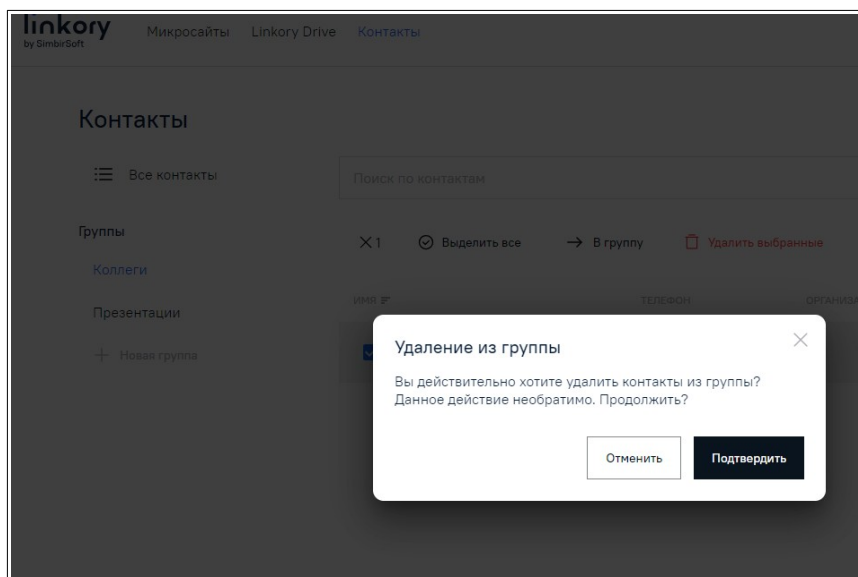 linkory
by SimbirSoft
Микросайты Linkory Drive Контакты
Контакты
Все контакты
Поиск по контактам
Группы
1 Выделить все В группу Удалить выбранные
Коллеги
ИМЯ ТЕЛЕФОН
Презентации
Новая группа
Удаление из группы
Вы действительно хотите удалить контакты из группы?
Данное действие необратимо. Продолжить?
Отменить Подтвердить